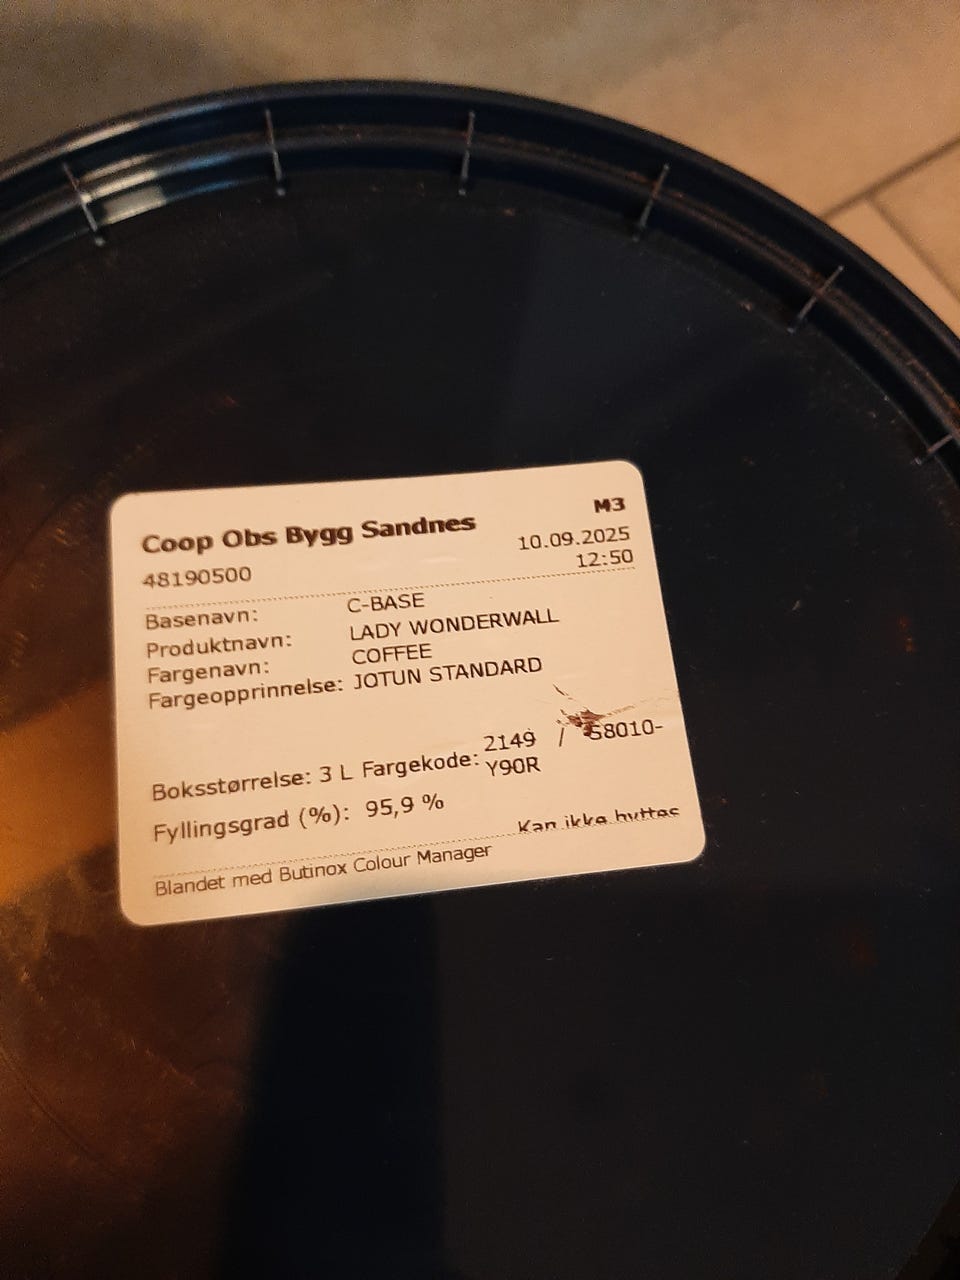 Coop Obs Bygg Sandnes
M3
48190500
10.09.2025
12:50
Basenavn: C-BASE
Produktnavn: LADY WONDERWALL
Fargenavn: COFFEE
Fargeopprinnelse: JOTUN STANDARD
Boksstørrelse: 3 L Fargekode: 2149 / S8010-
Y90R
Fyllingsgrad (%): 95,9 %
Kan ikke byttes
Blandet med Butinox Colour Manager